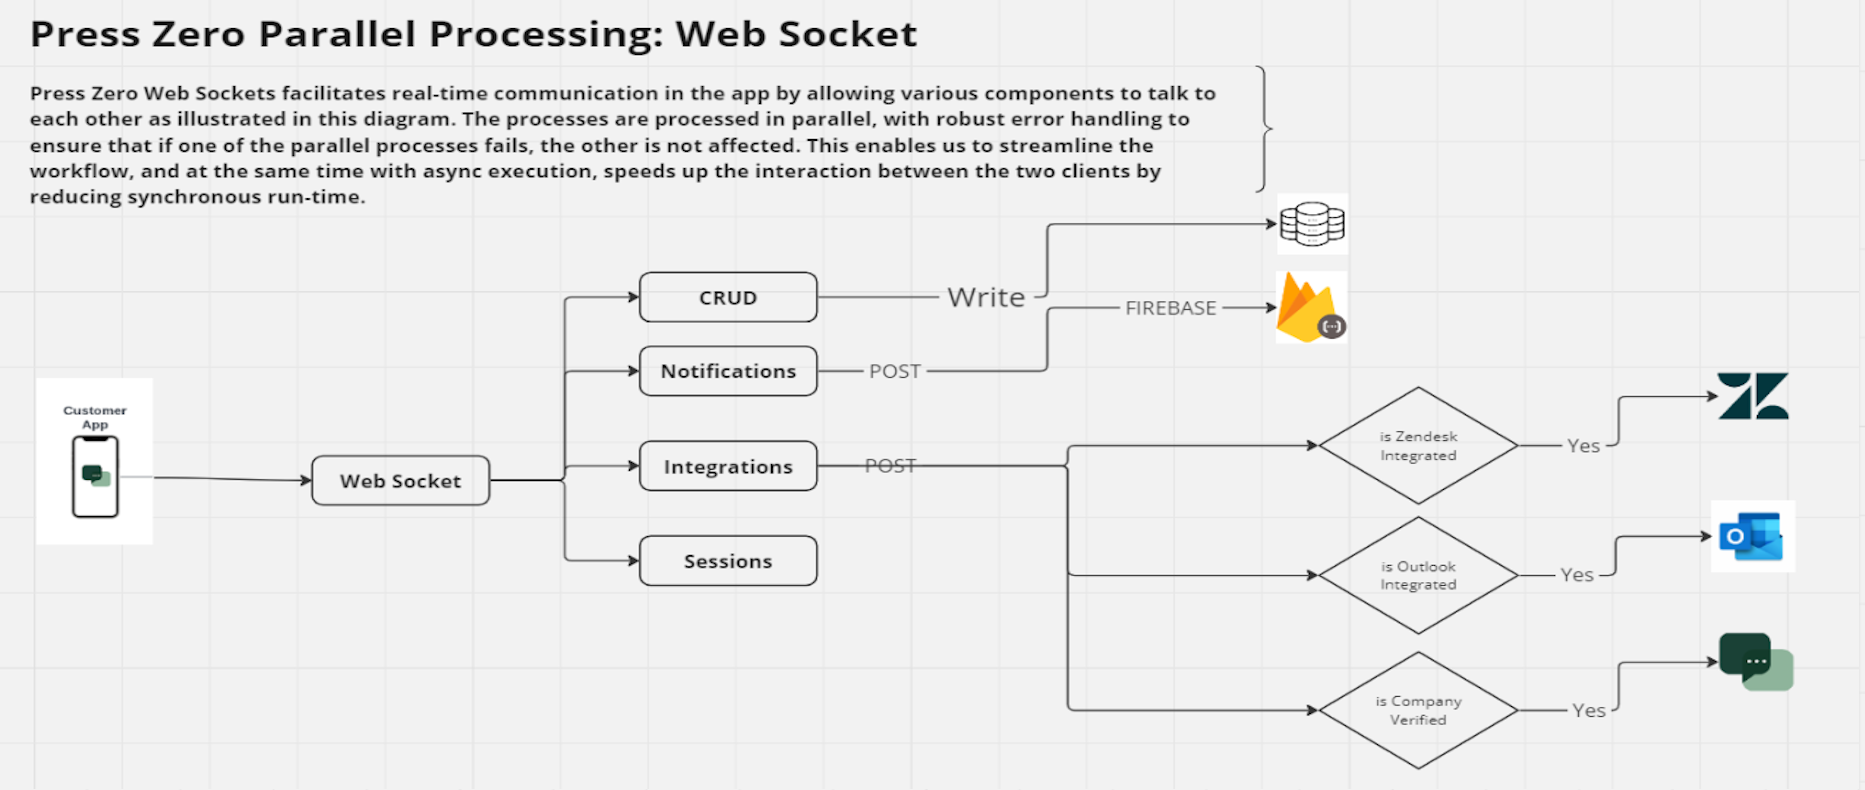 Press Zero Parallel Processing: Web Socket
Press Zero Web Sockets facilitates real-time communication in the app by allowing various components to talk to
each other as illustrated in this diagram. The processes are processed in parallel, with robust error handling to
ensure that if one of the parallel processes fails, the other is not affected. This enables us to streamline the
workflow, and at the same time with async execution, speeds up the interaction between the two clients by
reducing synchronous run-time.
CRUD
Write
FIREBASE
Notifications
POST
Customer
App
Web Socket
Integrations
POST
Sessions
is Zendesk
Integrated
Yes
is Outlook
Integrated
Yes
O
is Company
Verified
Yes